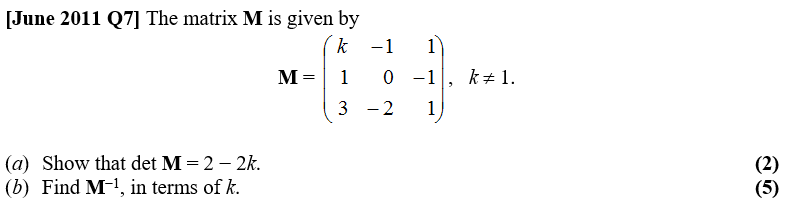 [June 2011 Q7] The matrix M is given by
M = ( k −1 1
1 0 −1
3 −2 1 ), k ≠ 1.
(a) Show that det M = 2 – 2k. (2)
(b) Find M⁻¹, in terms of k. (5)